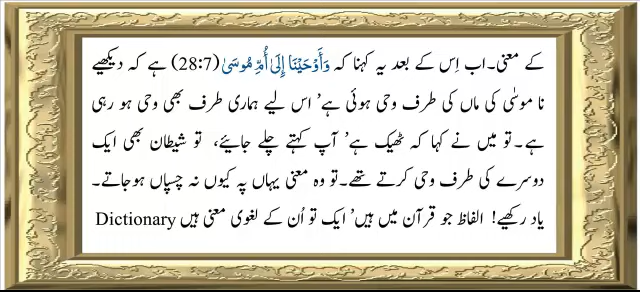 کے معنی۔ اب اِس کے بعد یہ کہنا کہ وَأَوْحَيْنَا إِلَىٰ أُمِّ مُوسَىٰ (28:7) ہے کہ دیکھیے
نا موسٰی کی ماں کی طرف وحی ہوئی ہے’ اس لیے ہماری طرف بھی وحی ہو رہی
ہے۔ تو میں نے کہا کہ ٹھیک ہے’ آپ کہتے چلے جایئے، تو شیطان بھی ایک
دوسرے کی طرف وحی کرتے تھے۔ تو وہ معنی یہاں پہ کیوں نہ چسپاں ہو جاتے۔
یاد رکھیے! الفاظ جو قرآن میں ہیں’ ایک تو اُن کے لغوی معنی ہیں Dictionary